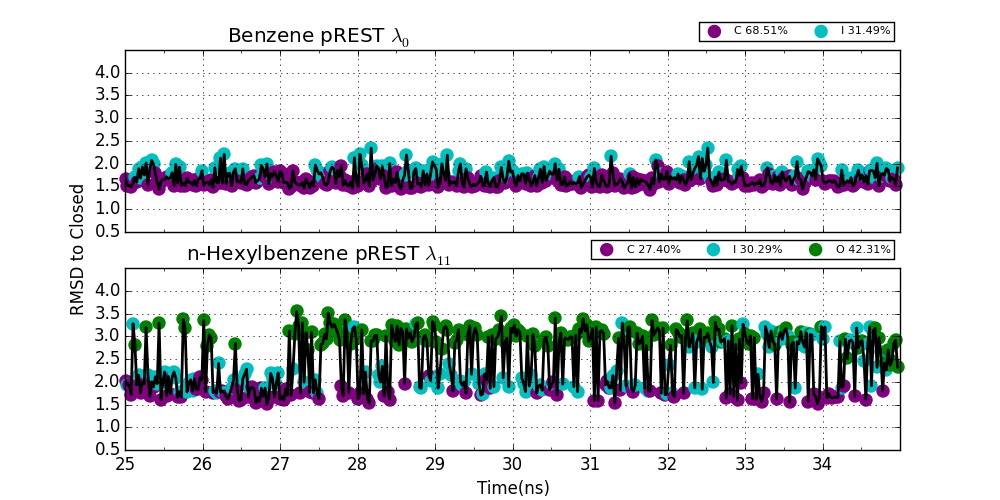 Benzene pREST λ0
C 68.51% I 31.49%
4.0
3.5
3.0
2.5
2.0
1.5
1.0
0.5
RMSD to Closed
n-Hexylbenzene pREST λ11
C 27.40% I 30.29% O 42.31%
4.0
3.5
3.0
2.5
2.0
1.5
1.0
0.5
25 26 27 28 29 30 31 32 33 34
Time(ns)